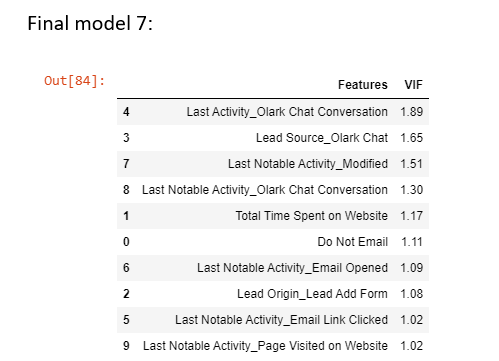 Final model 7:
Out[84]:
Features VIF
4 Last Activity_Olark Chat Conversation 1.89
3 Lead Source_Olark Chat 1.65
7 Last Notable Activity_Modified 1.51
8 Last Notable Activity_Olark Chat Conversation 1.30
1 Total Time Spent on Website 1.17
0 Do Not Email 1.11
6 Last Notable Activity_Email Opened 1.09
2 Lead Origin_Lead Add Form 1.08
5 Last Notable Activity_Email Link Clicked 1.02
9 Last Notable Activity_Page Visited on Website 1.02